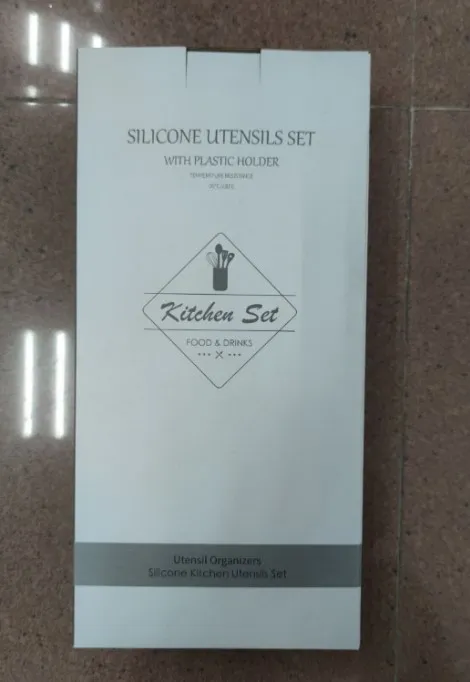 SILICONE UTENSILS SET
WITH PLASTIC HOLDER
Kitchen Set
FOOD & DRINKS
Utensil Organizers
Silicone Kitchen Utensils Set